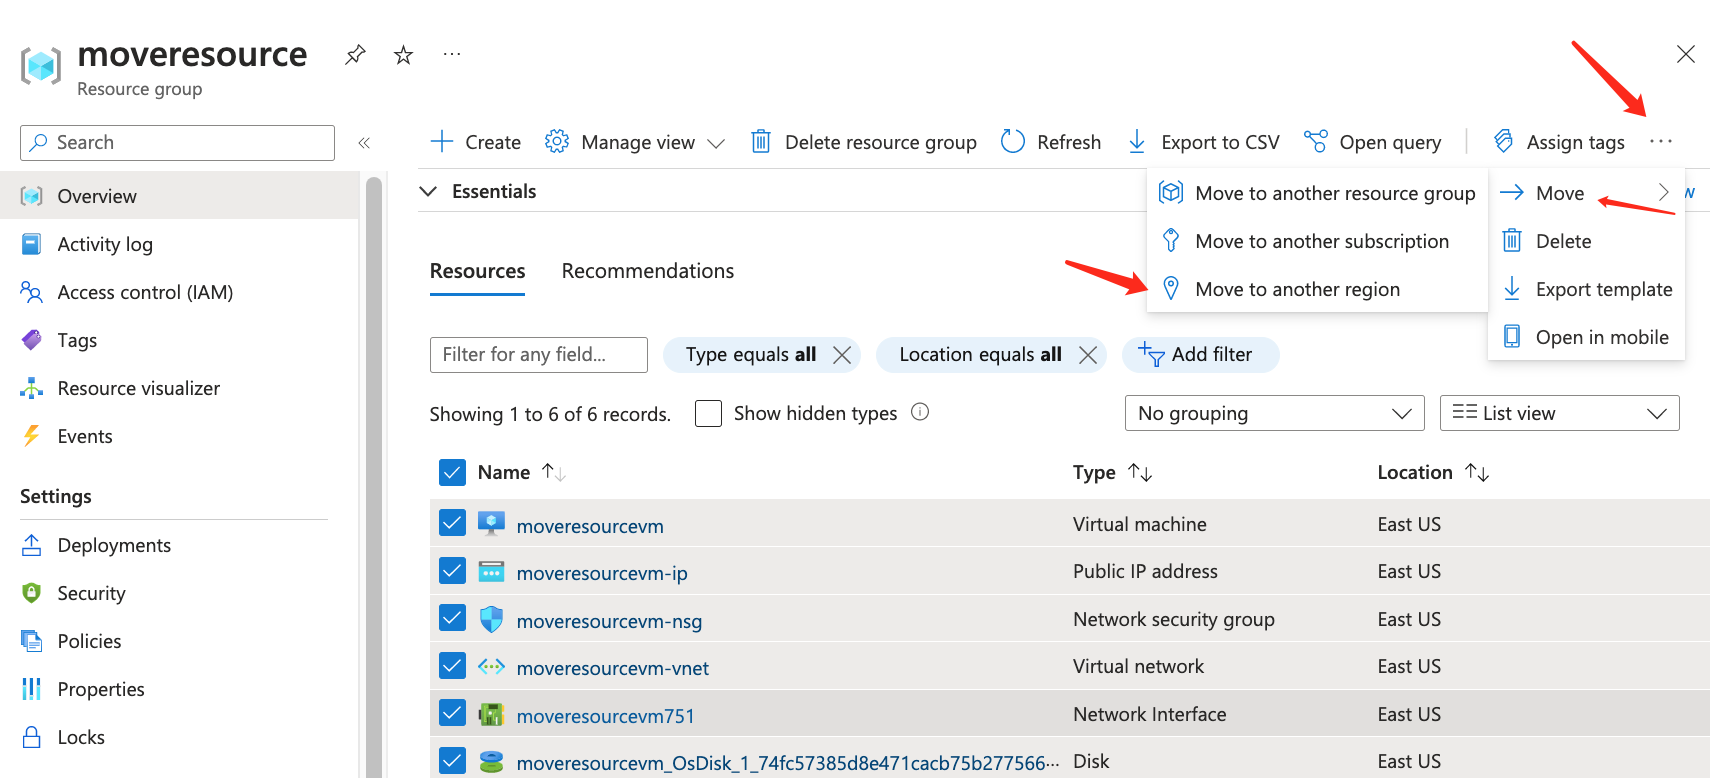 moveresource
Resource group
Search
Create Manage view Delete resource group Refresh Export to CSV Open query Assign tags
Overview
Activity log
Access control (IAM)
Tags
Resource visualizer
Events
Settings
Deployments
Security
Policies
Properties
Locks
Essentials
Move to another resource group
Move to another subscription
Move to another region
Move
Delete
Export template
Open in mobile
Resources Recommendations
Filter for any field... Type equals all Location equals all Add filter
Showing 1 to 6 of 6 records. Show hidden types No grouping List view
Name Type Location
moveresourcevm Virtual machine East US
moveresourcevm-ip Public IP address East US
moveresourcevm-nsg Network security group East US
moveresourcevm-vnet Virtual network East US
moveresourcevm751 Network Interface East US
moveresourcevm_OsDisk_1_74fc57385d8e471cacb75b277566··· Disk East US